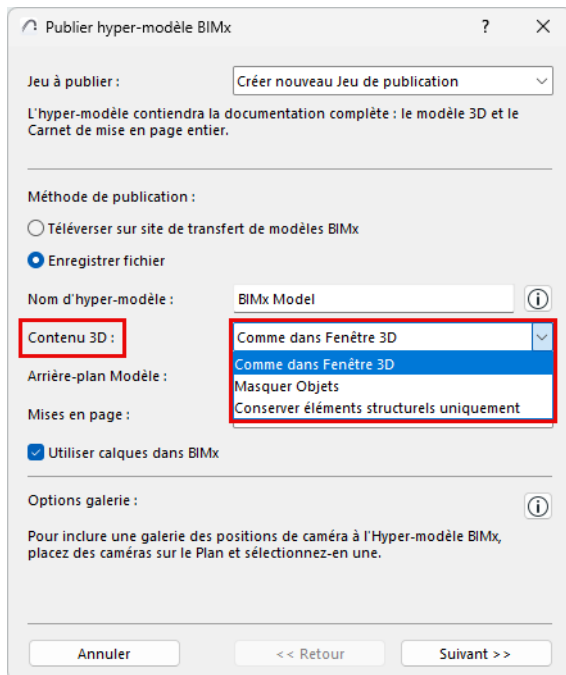 Publier hyper-modèle BIMx
?
Jeu à publier :
Créer nouveau Jeu de publication
L'hyper-modèle contiendra la documentation complète : le modèle 3D et le
Carnet de mise en page entier.
Méthode de publication :
Téléverser sur site de transfert de modèles BIMx
Enregistrer fichier
Nom d'hyper-modèle :
BIMx Model
Contenu 3D :
Comme dans Fenêtre 3D
Comme dans Fenêtre 3D
Arrière-plan Modèle :
Masquer Objets
Conserver éléments structurels uniquement
Mises en page :
Utiliser calques dans BIMx
Options galerie :
Pour inclure une galerie des positions de caméra à l'Hyper-modèle BIMx,
placez des caméras sur le Plan et sélectionnez-en une.
Annuler
<< Retour
Suivant >>